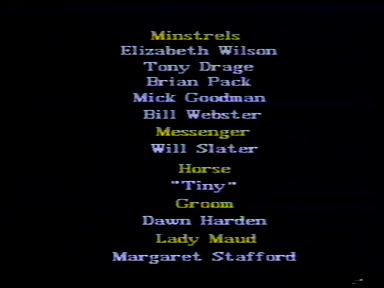 Minstrels
Elizabeth Wilson
Tony Drage
Brian Pack
Mick Goodman
Bill Webster
Messenger
Will Slater
Horse
"Tiny"
Groom
Dawn Harden
Lady Maud
Margaret Stafford